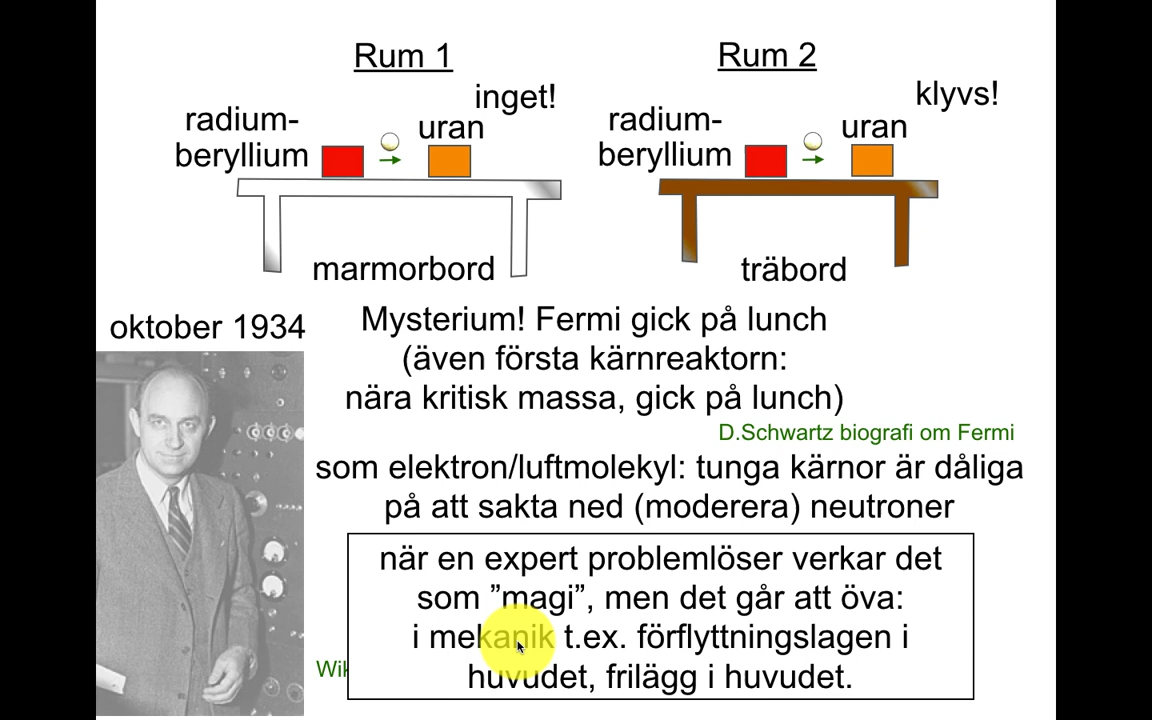 Rum 1
inget!
radium-
beryllium
uran
marmorbord
Rum 2
klyvs!
radium-
beryllium
uran
träbord
oktober 1934
Mysterium! Fermi gick på lunch
(även första kärnreaktorn:
nära kritisk massa, gick på lunch)
D.Schwartz biografi om Fermi
som elektron/luftmolekyl: tunga kärnor är dåliga
på att sakta ned (moderera) neutroner
när en expert problemlöser verkar det
som ”magi”, men det går att öva:
i mekanik t.ex. förflyttningslagen i
huvudet, frilägg i huvudet.